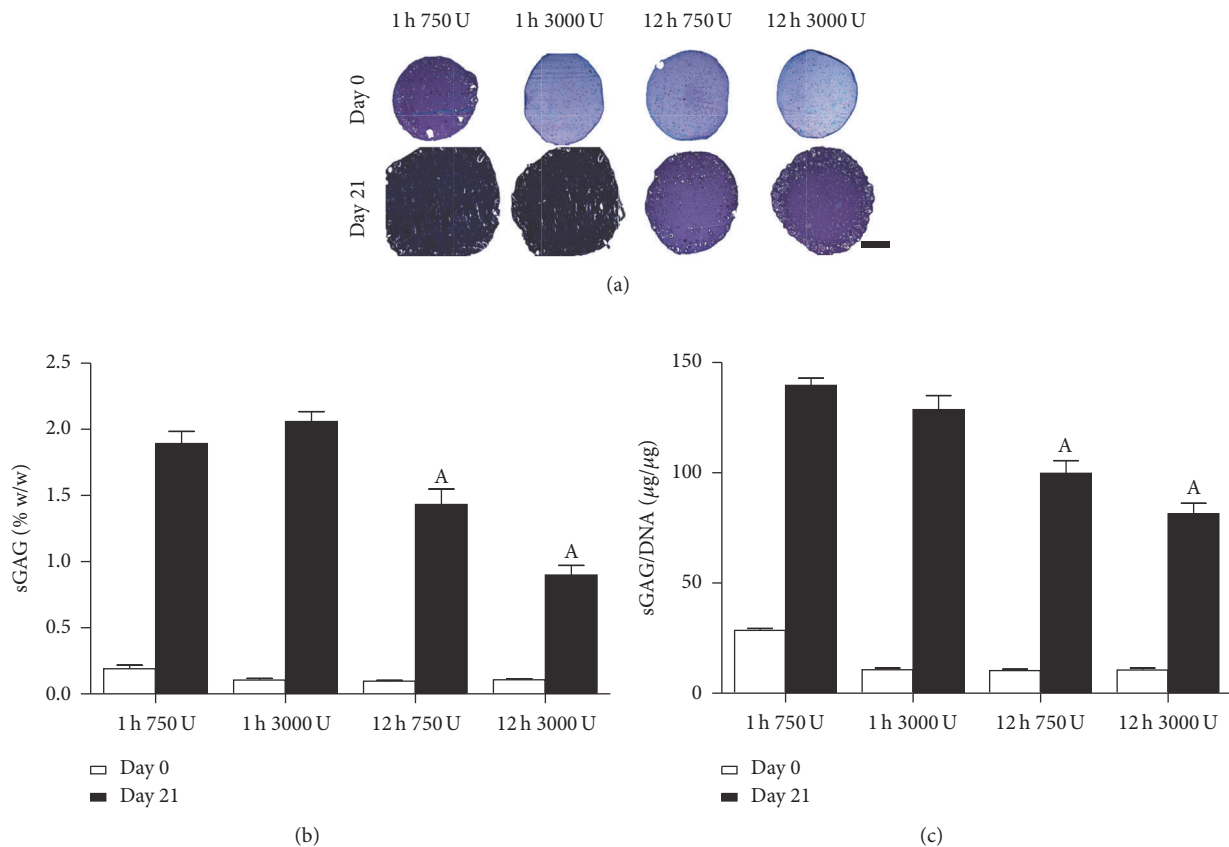 1 h 750 U 1 h 3000 U 12 h 750 U 12 h 3000 U
Day 0
Day 21
(a)
2.5
2.0
1.5
1.0
0.5
0.0
sGAG (% w/w)
A
A
1 h 750 U 1 h 3000 U 12 h 750 U 12 h 3000 U
Day 0
Day 21
(b)
150
100
50
0
sGAG/DNA (µg/µg)
A
A
1 h 750 U 1 h 3000 U 12 h 750 U 12 h 3000 U
Day 0
Day 21
(c)